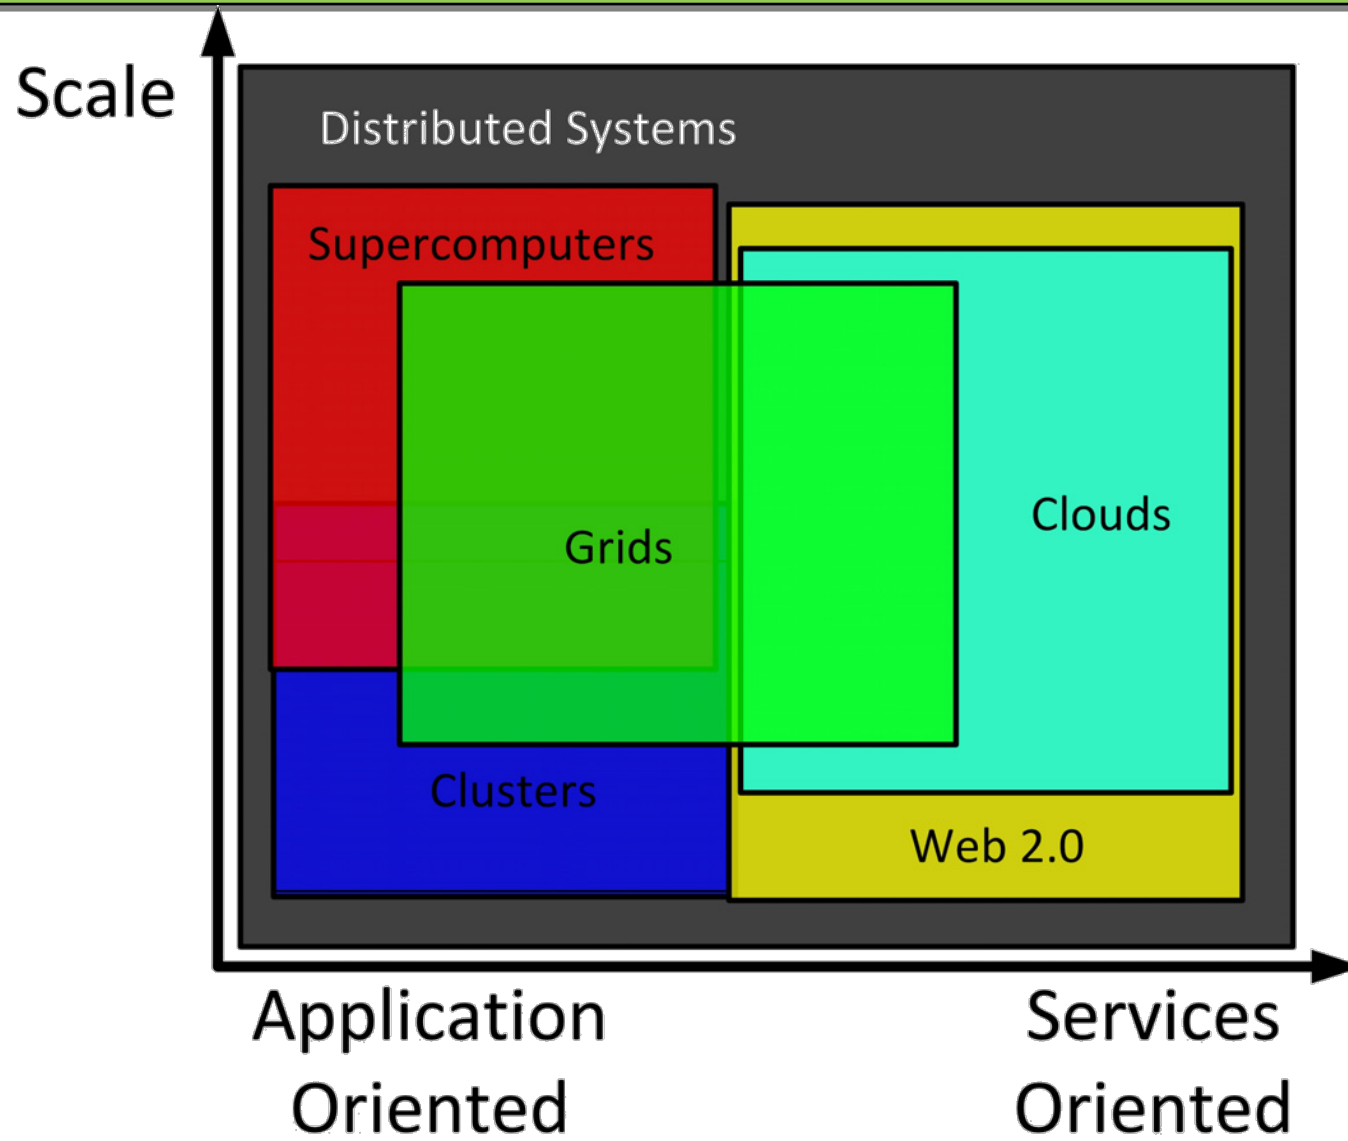 Scale
Distributed Systems
Supercomputers
Grids
Clouds
Clusters
Web 2.0
Application
Oriented
Services
Oriented